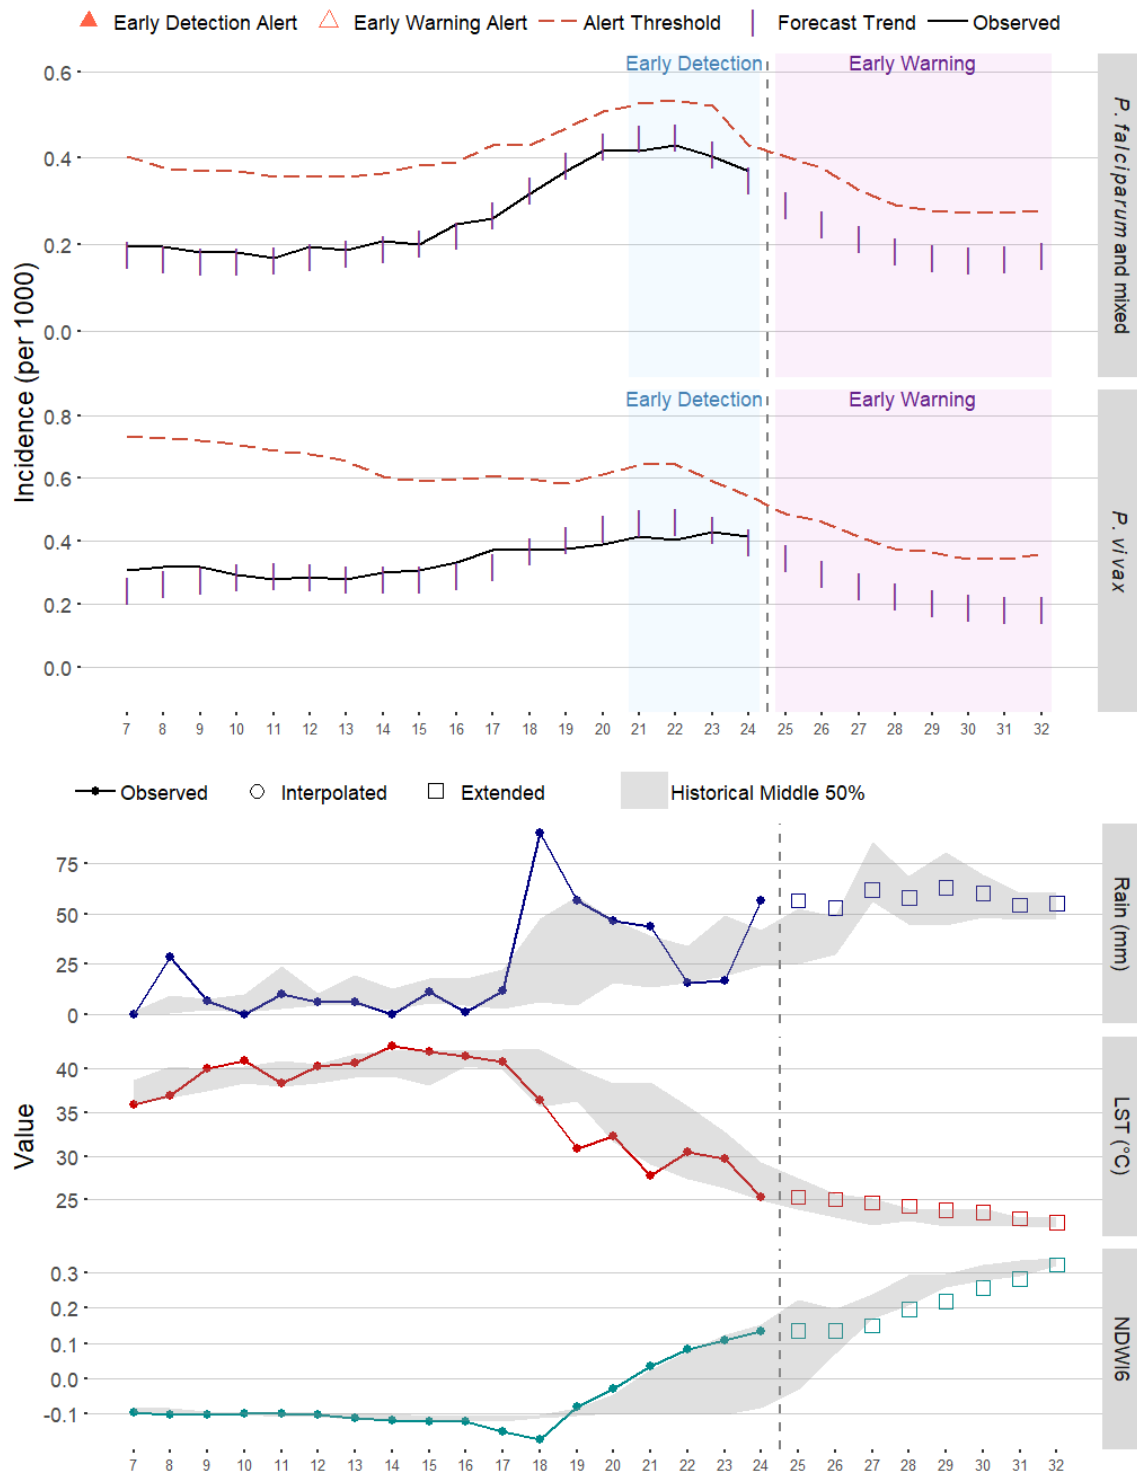 Early Detection Alert Early Warning Alert Alert Threshold Forecast Trend Observed
Incidence (per 1000)
Early Detection Early Warning
0.6
0.4
0.2
0.0
P. falciparum and mixed
Early Detection Early Warning
0.8
0.6
0.4
0.2
0.0
P. vivax
7 8 9 10 11 12 13 14 15 16 17 18 19 20 21 22 23 24 25 26 27 28 29 30 31 32
Observed Interpolated Extended Historical Middle 50%
Value
75
50
25
0
Rain (mm)
40
35
30
25
LST (°C)
0.3
0.2
0.1
0.0
-0.1
NDWI6
7 8 9 10 11 12 13 14 15 16 17 18 19 20 21 22 23 24 25 26 27 28 29 30 31 32